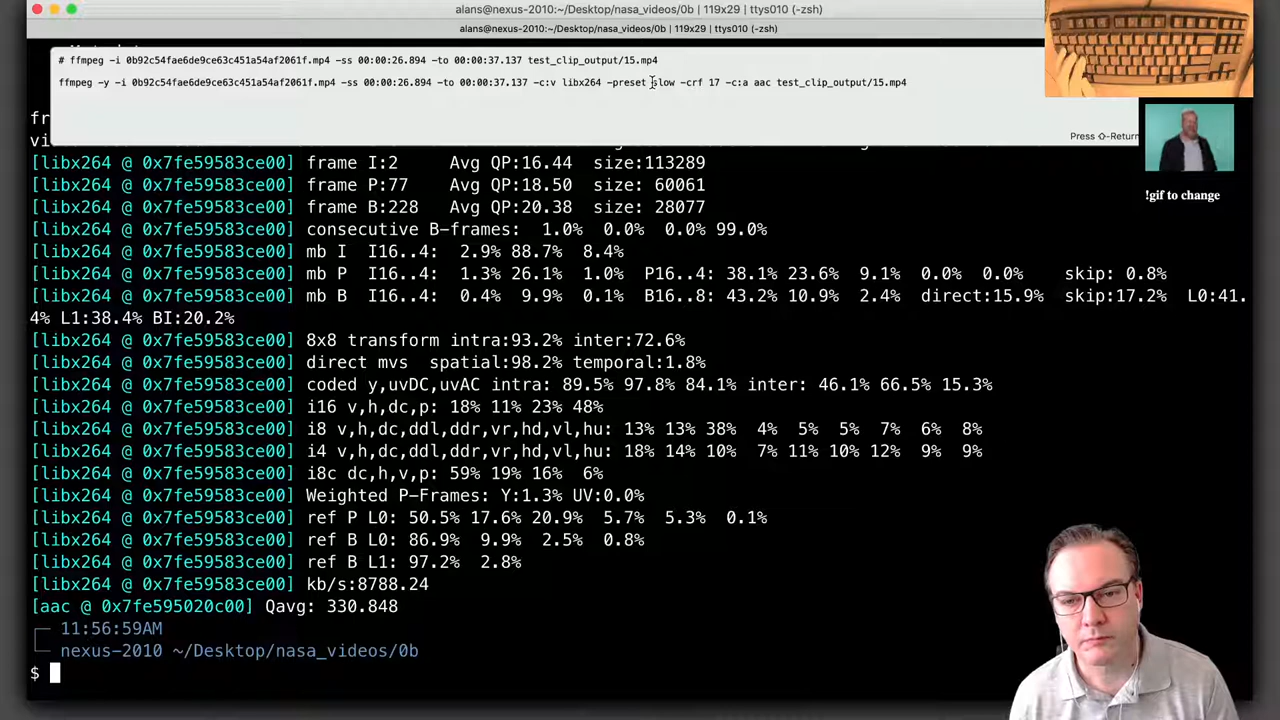 alans@nexus-2010:~/Desktop/nasa_videos/0b | 119x29 | ttys010 (-zsh)
alans@nexus-2010:~/Desktop/nasa_videos/0b | 119x29 | ttys010 (-zsh)
# ffmpeg -i 0b92c54fae6de9ce63c451a54af2061f.mp4 -ss 00:00:26.894 -to 00:00:37.137 test_clip_output/15.mp4
ffmpeg -y -i 0b92c54fae6de9ce63c451a54af2061f.mp4 -ss 00:00:26.894 -to 00:00:37.137 -c:v libx264 -preset slow -crf 17 -c:a aac test_clip_output/15.mp4
Press ⇧-Return
!gif to change
[libx264 @ 0x7fe59583ce00] frame I:2 Avg QP:16.44 size:113289
[libx264 @ 0x7fe59583ce00] frame P:77 Avg QP:18.50 size: 60061
[libx264 @ 0x7fe59583ce00] frame B:228 Avg QP:20.38 size: 28077
[libx264 @ 0x7fe59583ce00] consecutive B-frames: 1.0% 0.0% 0.0% 99.0%
[libx264 @ 0x7fe59583ce00] mb I I16..4: 2.9% 88.7% 8.4%
[libx264 @ 0x7fe59583ce00] mb P I16..4: 1.3% 26.1% 1.0% P16..4: 38.1% 23.6% 9.1% 0.0% 0.0% skip: 0.8%
[libx264 @ 0x7fe59583ce00] mb B I16..4: 0.4% 9.9% 0.1% B16..8: 43.2% 10.9% 2.4% direct:15.9% skip:17.2% L0:41.
4% L1:38.4% BI:20.2%
[libx264 @ 0x7fe59583ce00] 8x8 transform intra:93.2% inter:72.6%
[libx264 @ 0x7fe59583ce00] direct mvs spatial:98.2% temporal:1.8%
[libx264 @ 0x7fe59583ce00] coded y,uvDC,uvAC intra: 89.5% 97.8% 84.1% inter: 46.1% 66.5% 15.3%
[libx264 @ 0x7fe59583ce00] i16 v,h,dc,p: 18% 11% 23% 48%
[libx264 @ 0x7fe59583ce00] i8 v,h,dc,ddl,ddr,vr,hd,vl,hu: 13% 13% 38% 4% 5% 5% 7% 6% 8%
[libx264 @ 0x7fe59583ce00] i4 v,h,dc,ddl,ddr,vr,hd,vl,hu: 18% 14% 10% 7% 11% 10% 12% 9% 9%
[libx264 @ 0x7fe59583ce00] i8c dc,h,v,p: 59% 19% 16% 6%
[libx264 @ 0x7fe59583ce00] Weighted P-Frames: Y:1.3% UV:0.0%
[libx264 @ 0x7fe59583ce00] ref P L0: 50.5% 17.6% 20.9% 5.7% 5.3% 0.1%
[libx264 @ 0x7fe59583ce00] ref B L0: 86.9% 9.9% 2.5% 0.8%
[libx264 @ 0x7fe59583ce00] ref B L1: 97.2% 2.8%
[libx264 @ 0x7fe59583ce00] kb/s:8788.24
[aac @ 0x7fe595020c00] Qavg: 330.848
11:56:59AM
nexus-2010 ~/Desktop/nasa_videos/0b
$